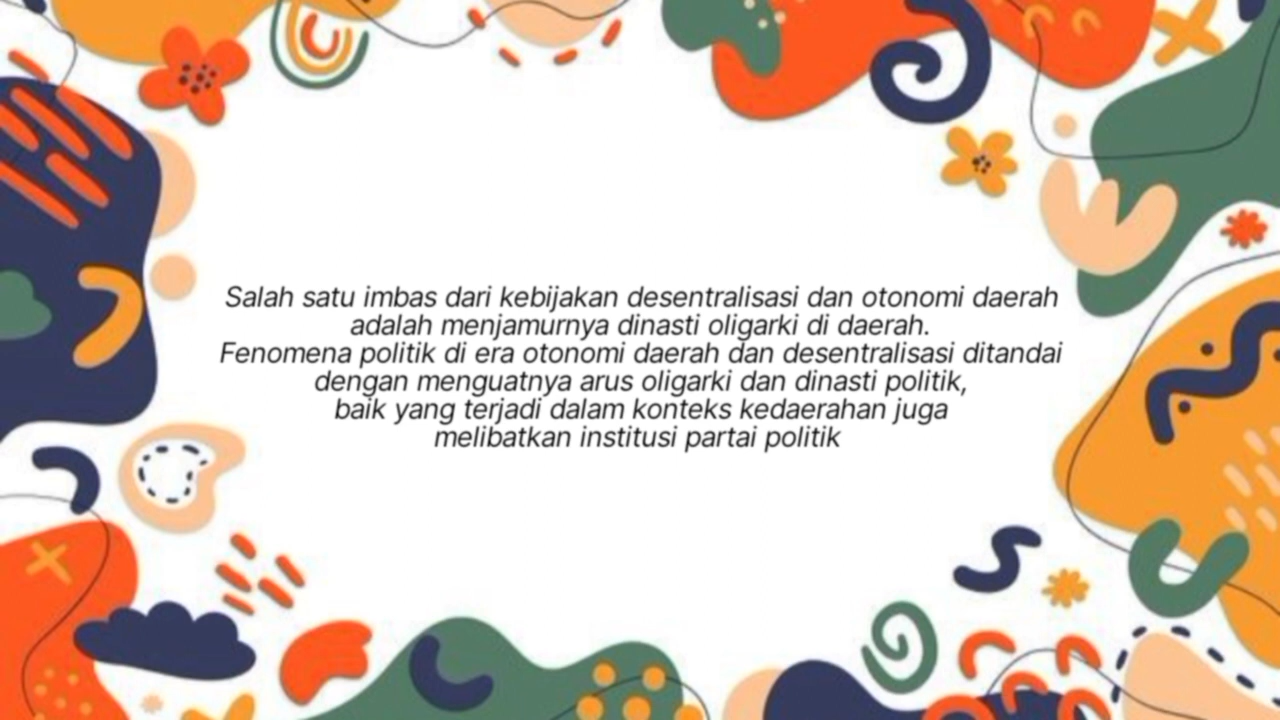 Salah satu imbas dari kebijakan desentralisasi dan otonomi daerah
adalah menjamurnya dinasti oligarki di daerah.
Fenomena politik di era otonomi daerah dan desentralisasi ditandai
dengan menguatnya arus oligarki dan dinasti politik,
baik yang terjadi dalam konteks kedaerahan juga
melibatkan institusi partai politik